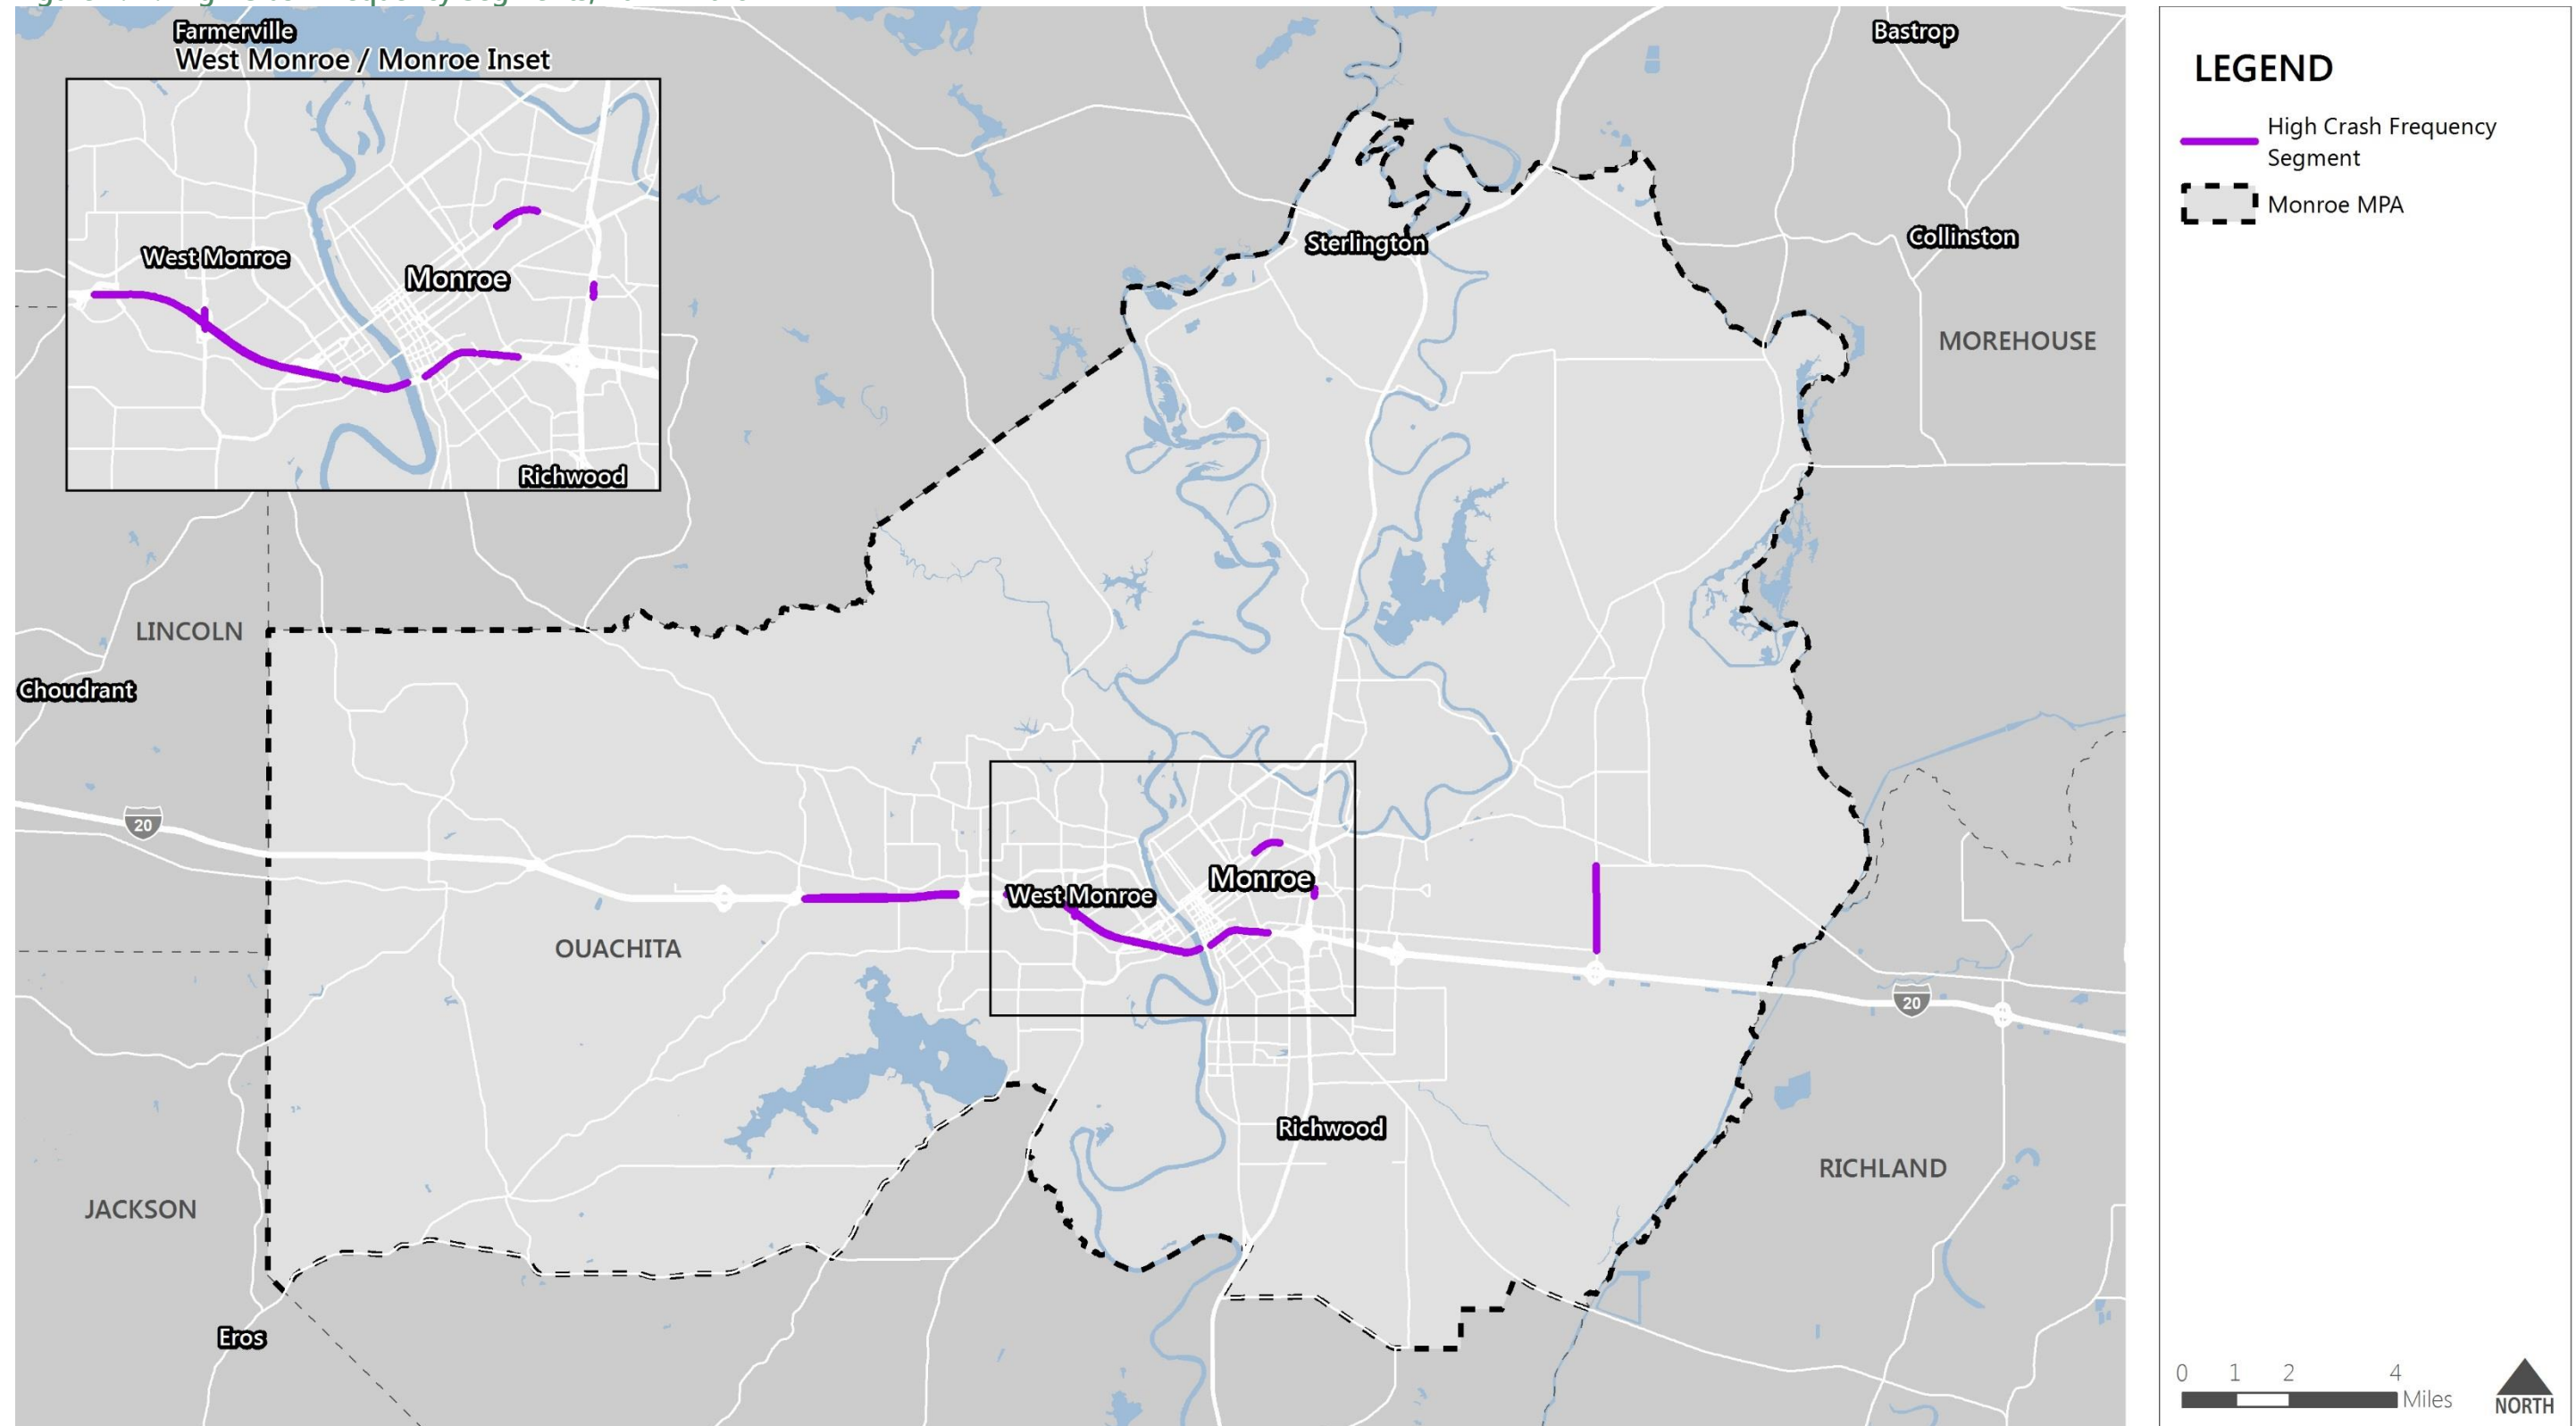 Farmerville
West Monroe / Monroe Inset
West Monroe
Monroe
Richwood
Bastrop
Sterlington
Collinston
MOREHOUSE
LINCOLN
Choudrant
20
West Monroe
Monroe
OUACHITA
20
Richwood
RICHLAND
JACKSON
Eros
LEGEND
High Crash Frequency
Segment
Monroe MPA
0 1 2 4
Miles
NORTH